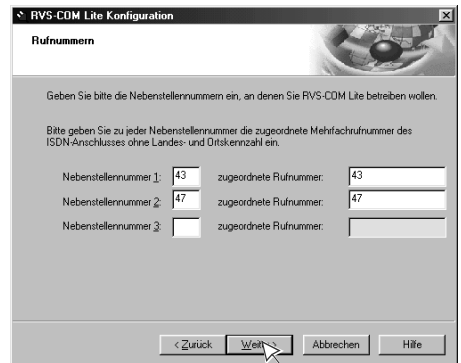 RVS-COM Lite Konfiguration
Rufnummern
Geben Sie bitte die Nebenstellennummern ein, an denen Sie RVS-COM Lite betreiben wollen.
Bitte geben Sie zu jeder Nebenstellennummer die zugeordnete Mehrfachrufnummer des
ISDN-Anschlusses ohne Landes- und Ortskennzahl ein.
Nebenstellennummer 1: 43 zugeordnete Rufnummer: 43
Nebenstellennummer 2: 47 zugeordnete Rufnummer: 47
Nebenstellennummer 3: zugeordnete Rufnummer:
< Zurück Weiter > Abbrechen Hilfe